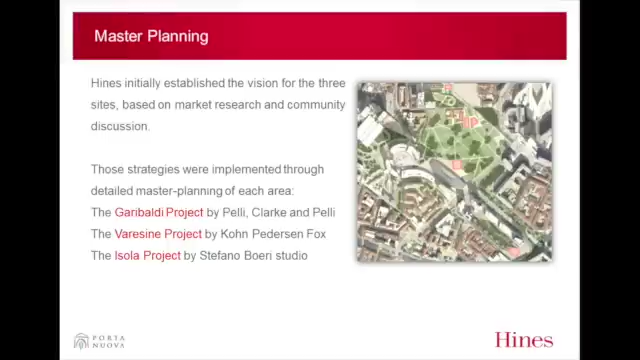 Master Planning
Hines initially established the vision for the three
sites, based on market research and community
discussion.
Those strategies were implemented through
detailed master-planning of each area:
The Garibaldi Project by Pelli, Clarke and Pelli
The Varesine Project by Kohn Pedersen Fox
The Isola Project by Stefano Boeri studio
PORTA
NUOVA
Hines